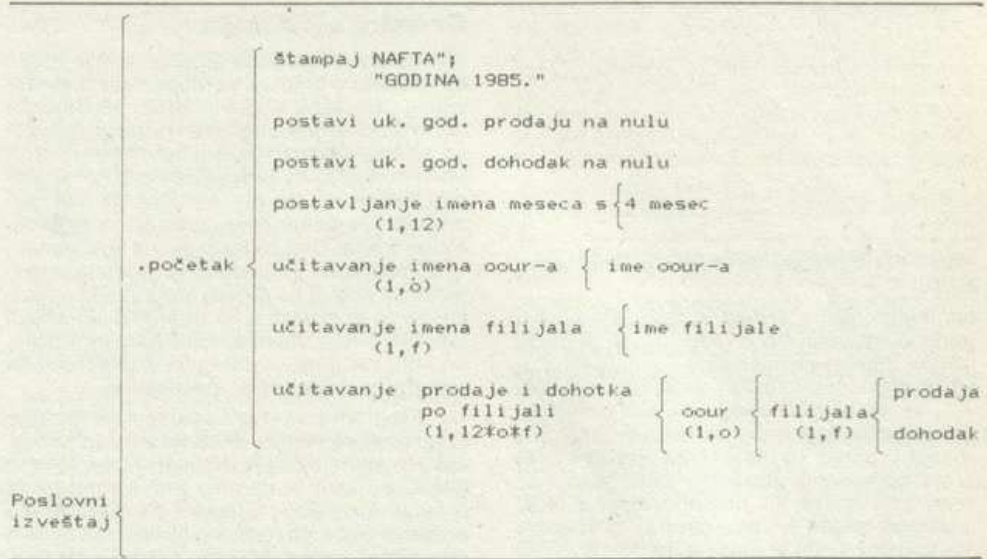 štampaj NAFTA";
"GODINA 1985."
postavi uk. god. prodaju na nulu
postavi uk. god. dohodak na nulu
postavljanje imena meseca s 4 mesec
(1,12)
.početak učitavanje imena oour-a ime oour-a
(1,o)
učitavanje imena filijala ime filijale
(1,f)
učitavanje prodaje i dohotka prodaja
po filijali oour filijala
(1,12*o*f) (1,o) (1,f) dohodak
Poslovni
izveštaj